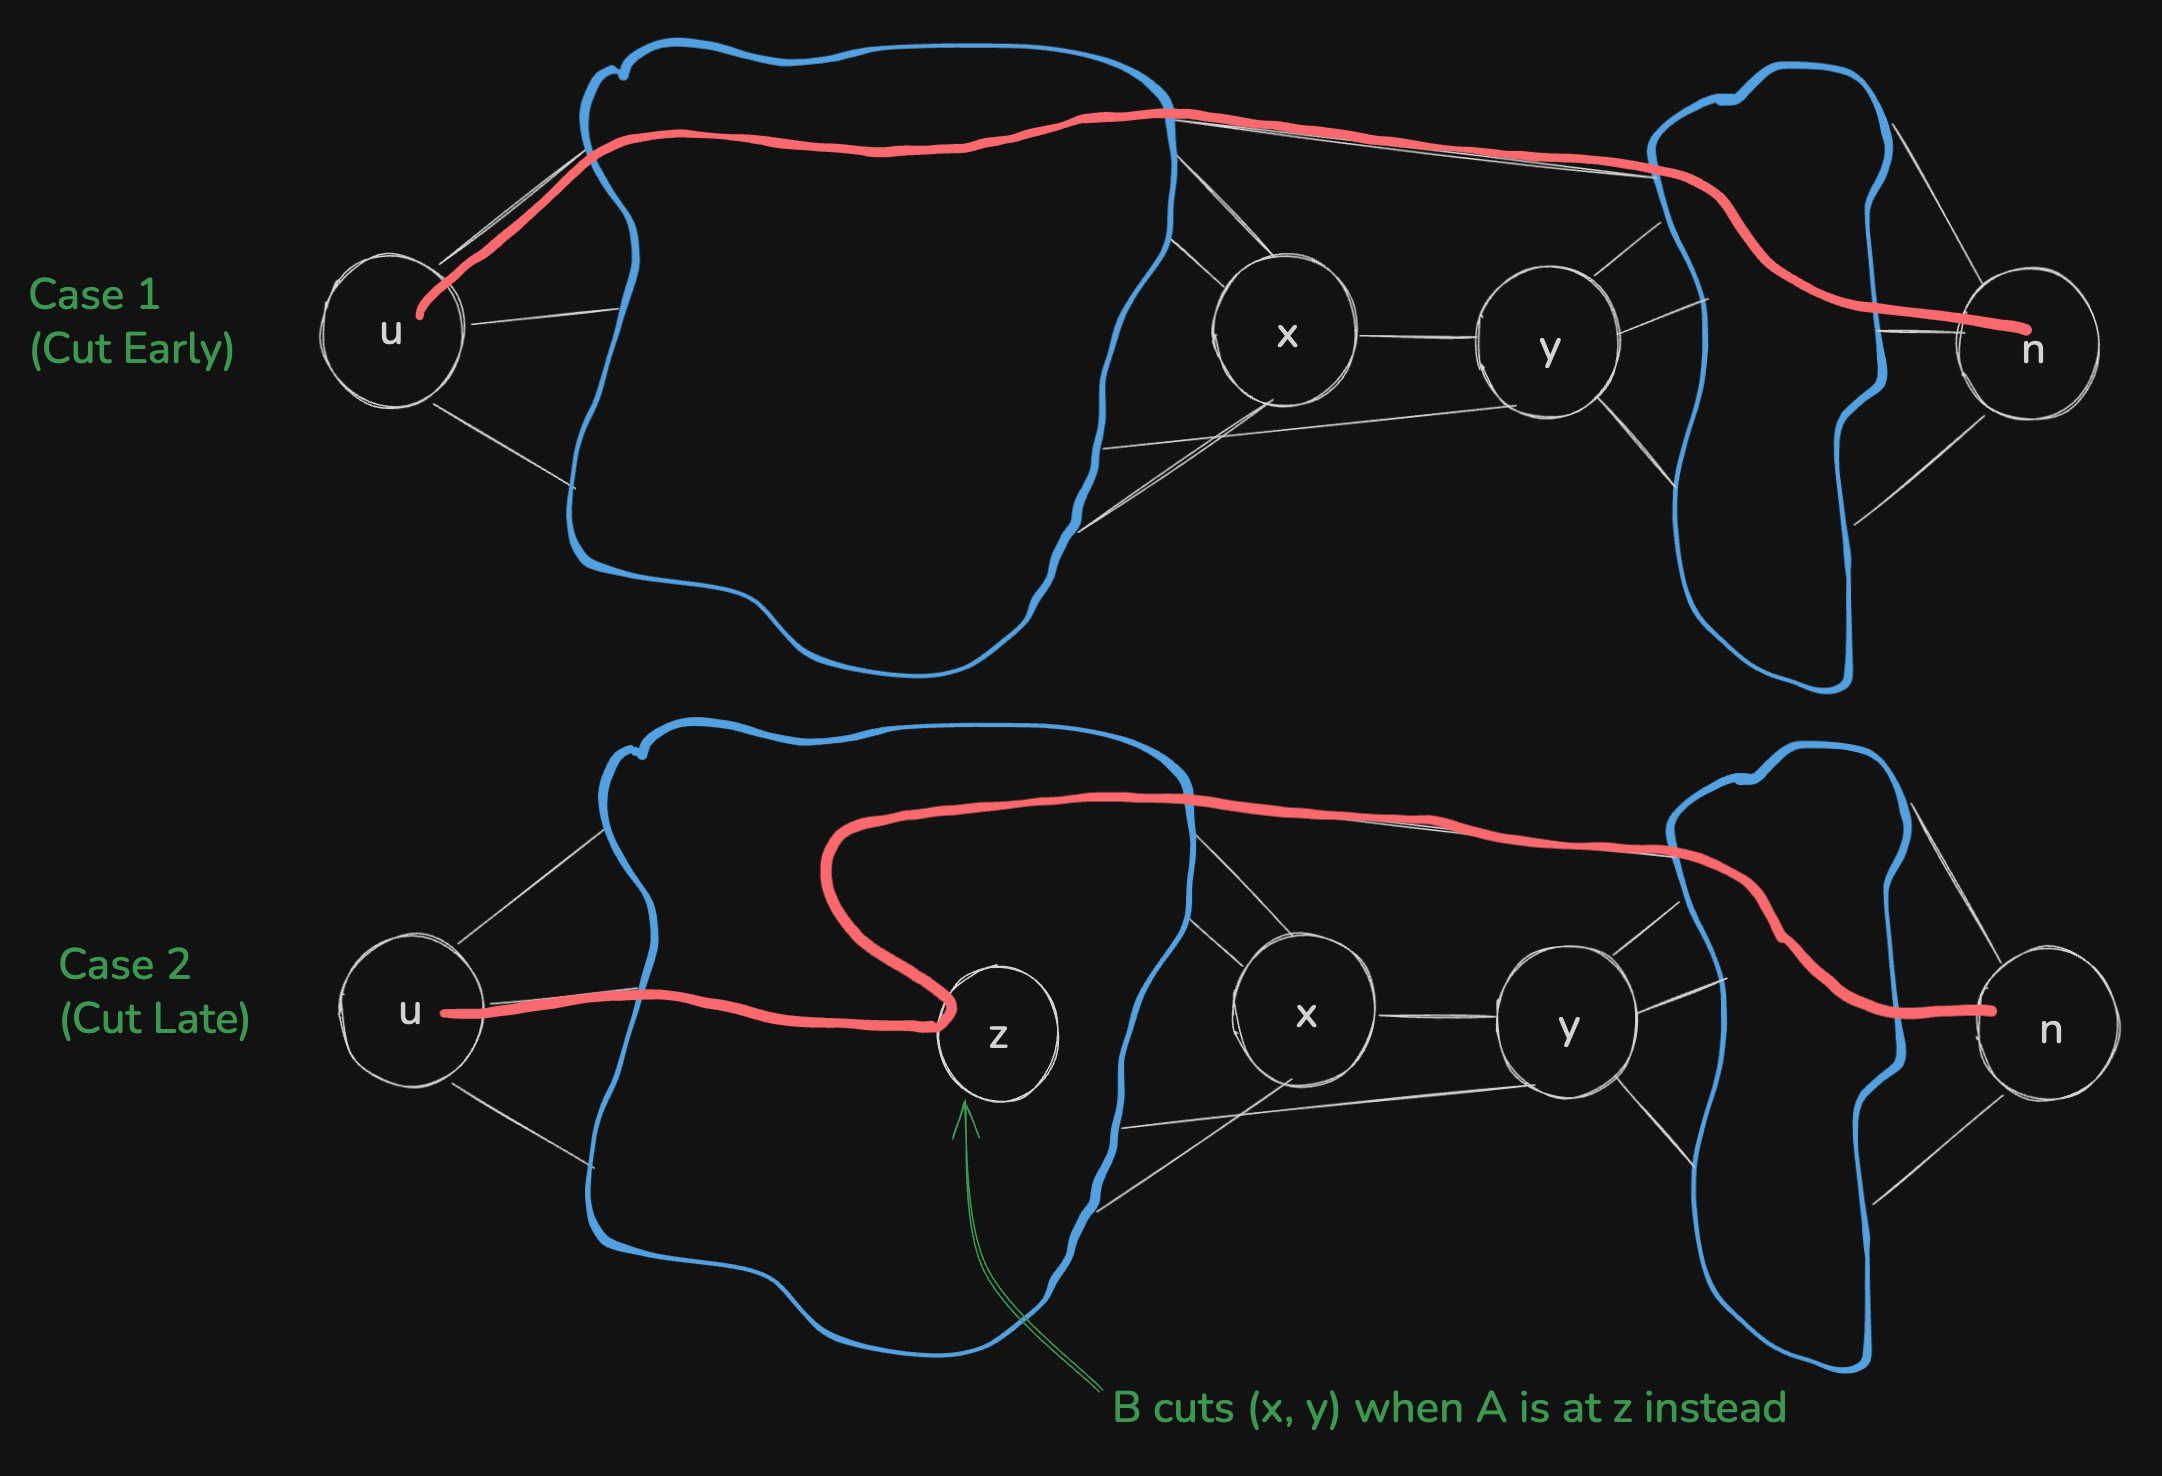 Case 1
(Cut Early)
u
x
y
n
Case 2
(Cut Late)
u
z
x
y
n
B cuts (x, y) when A is at z instead